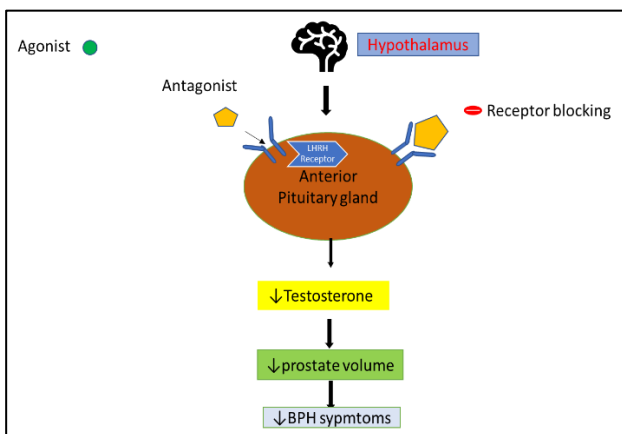 Agonist
Hypothalamus
Antagonist
Receptor blocking
LHRH
Receptor
Anterior
Pituitary gland
↓Testosterone
↓prostate volume
↓BPH sypmtoms